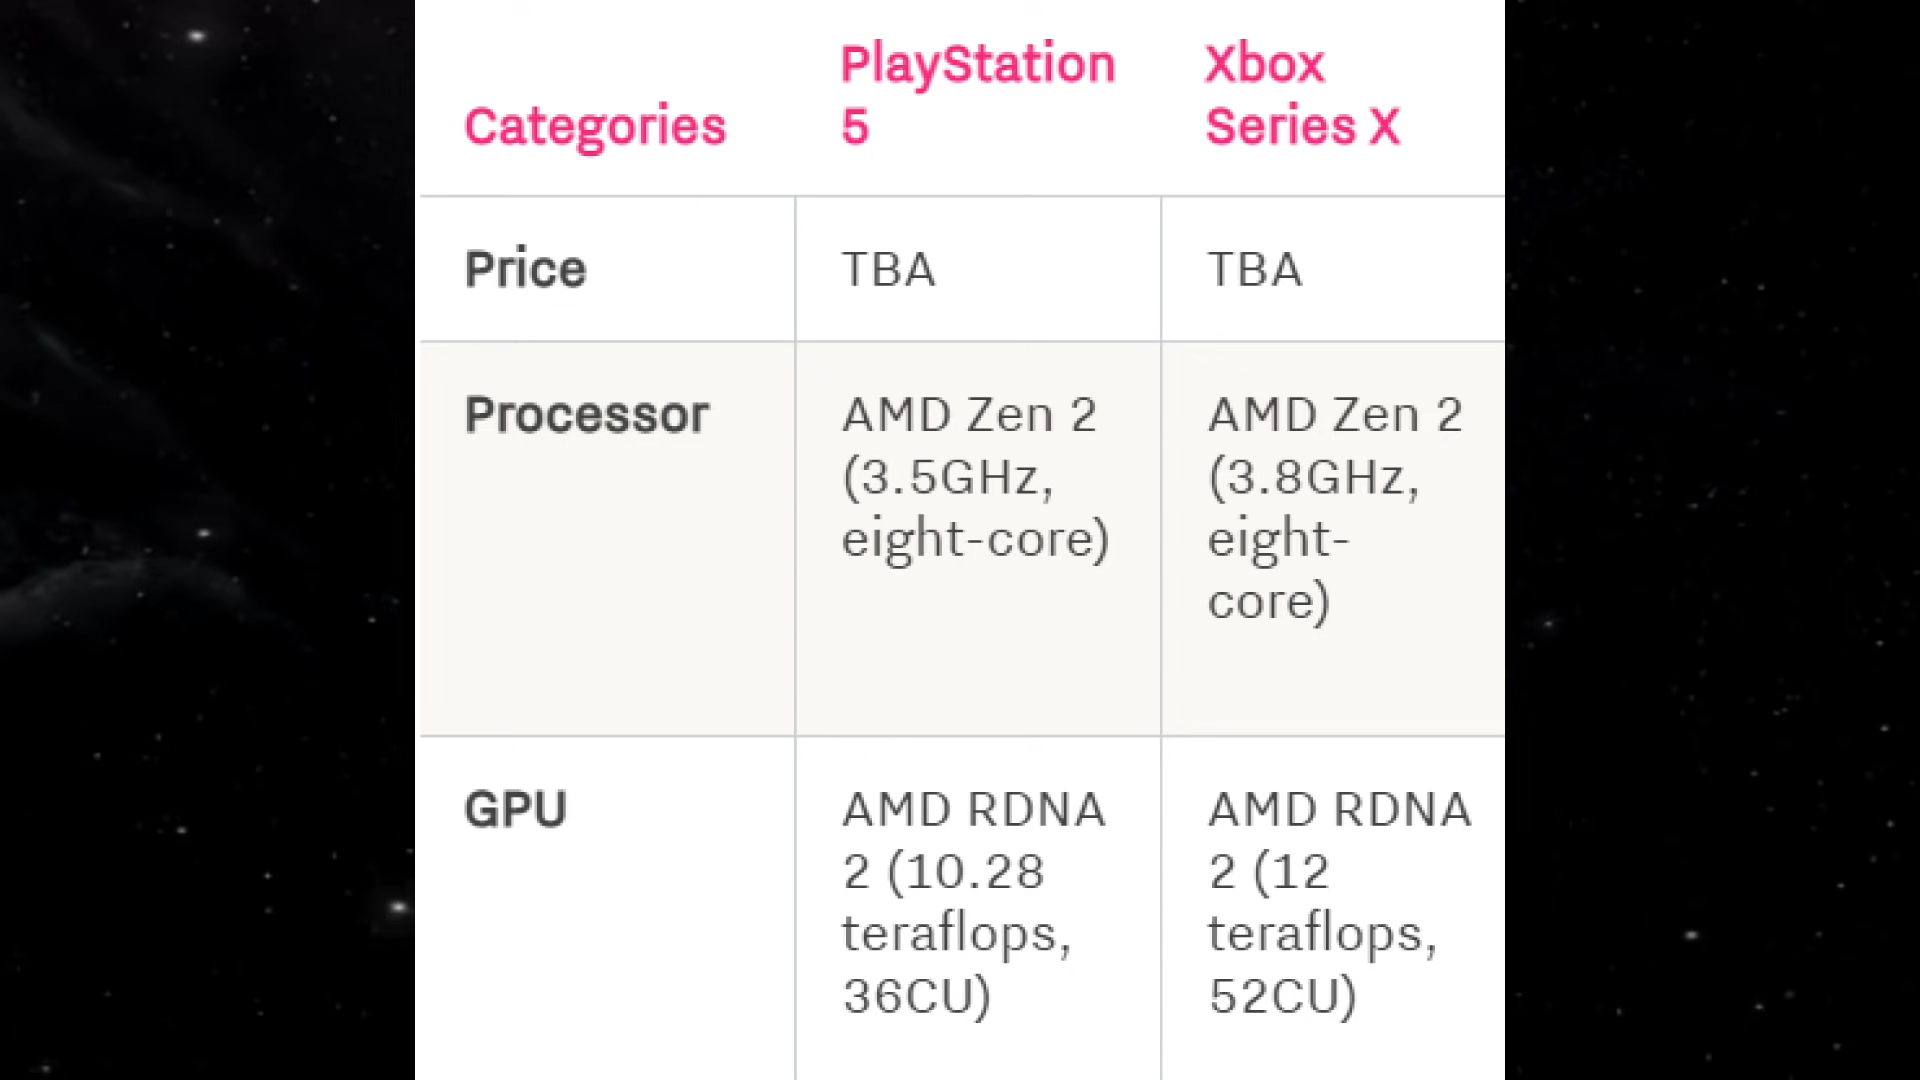 Categories
PlayStation
5
Xbox
Series X
Price
TBA
TBA
Processor
AMD Zen 2
(3.5GHz,
eight-core)
AMD Zen 2
(3.8GHz,
eight-
core)
GPU
AMD RDNA
2 (10.28
teraflops,
36CU)
AMD RDNA
2 (12
teraflops,
52CU)